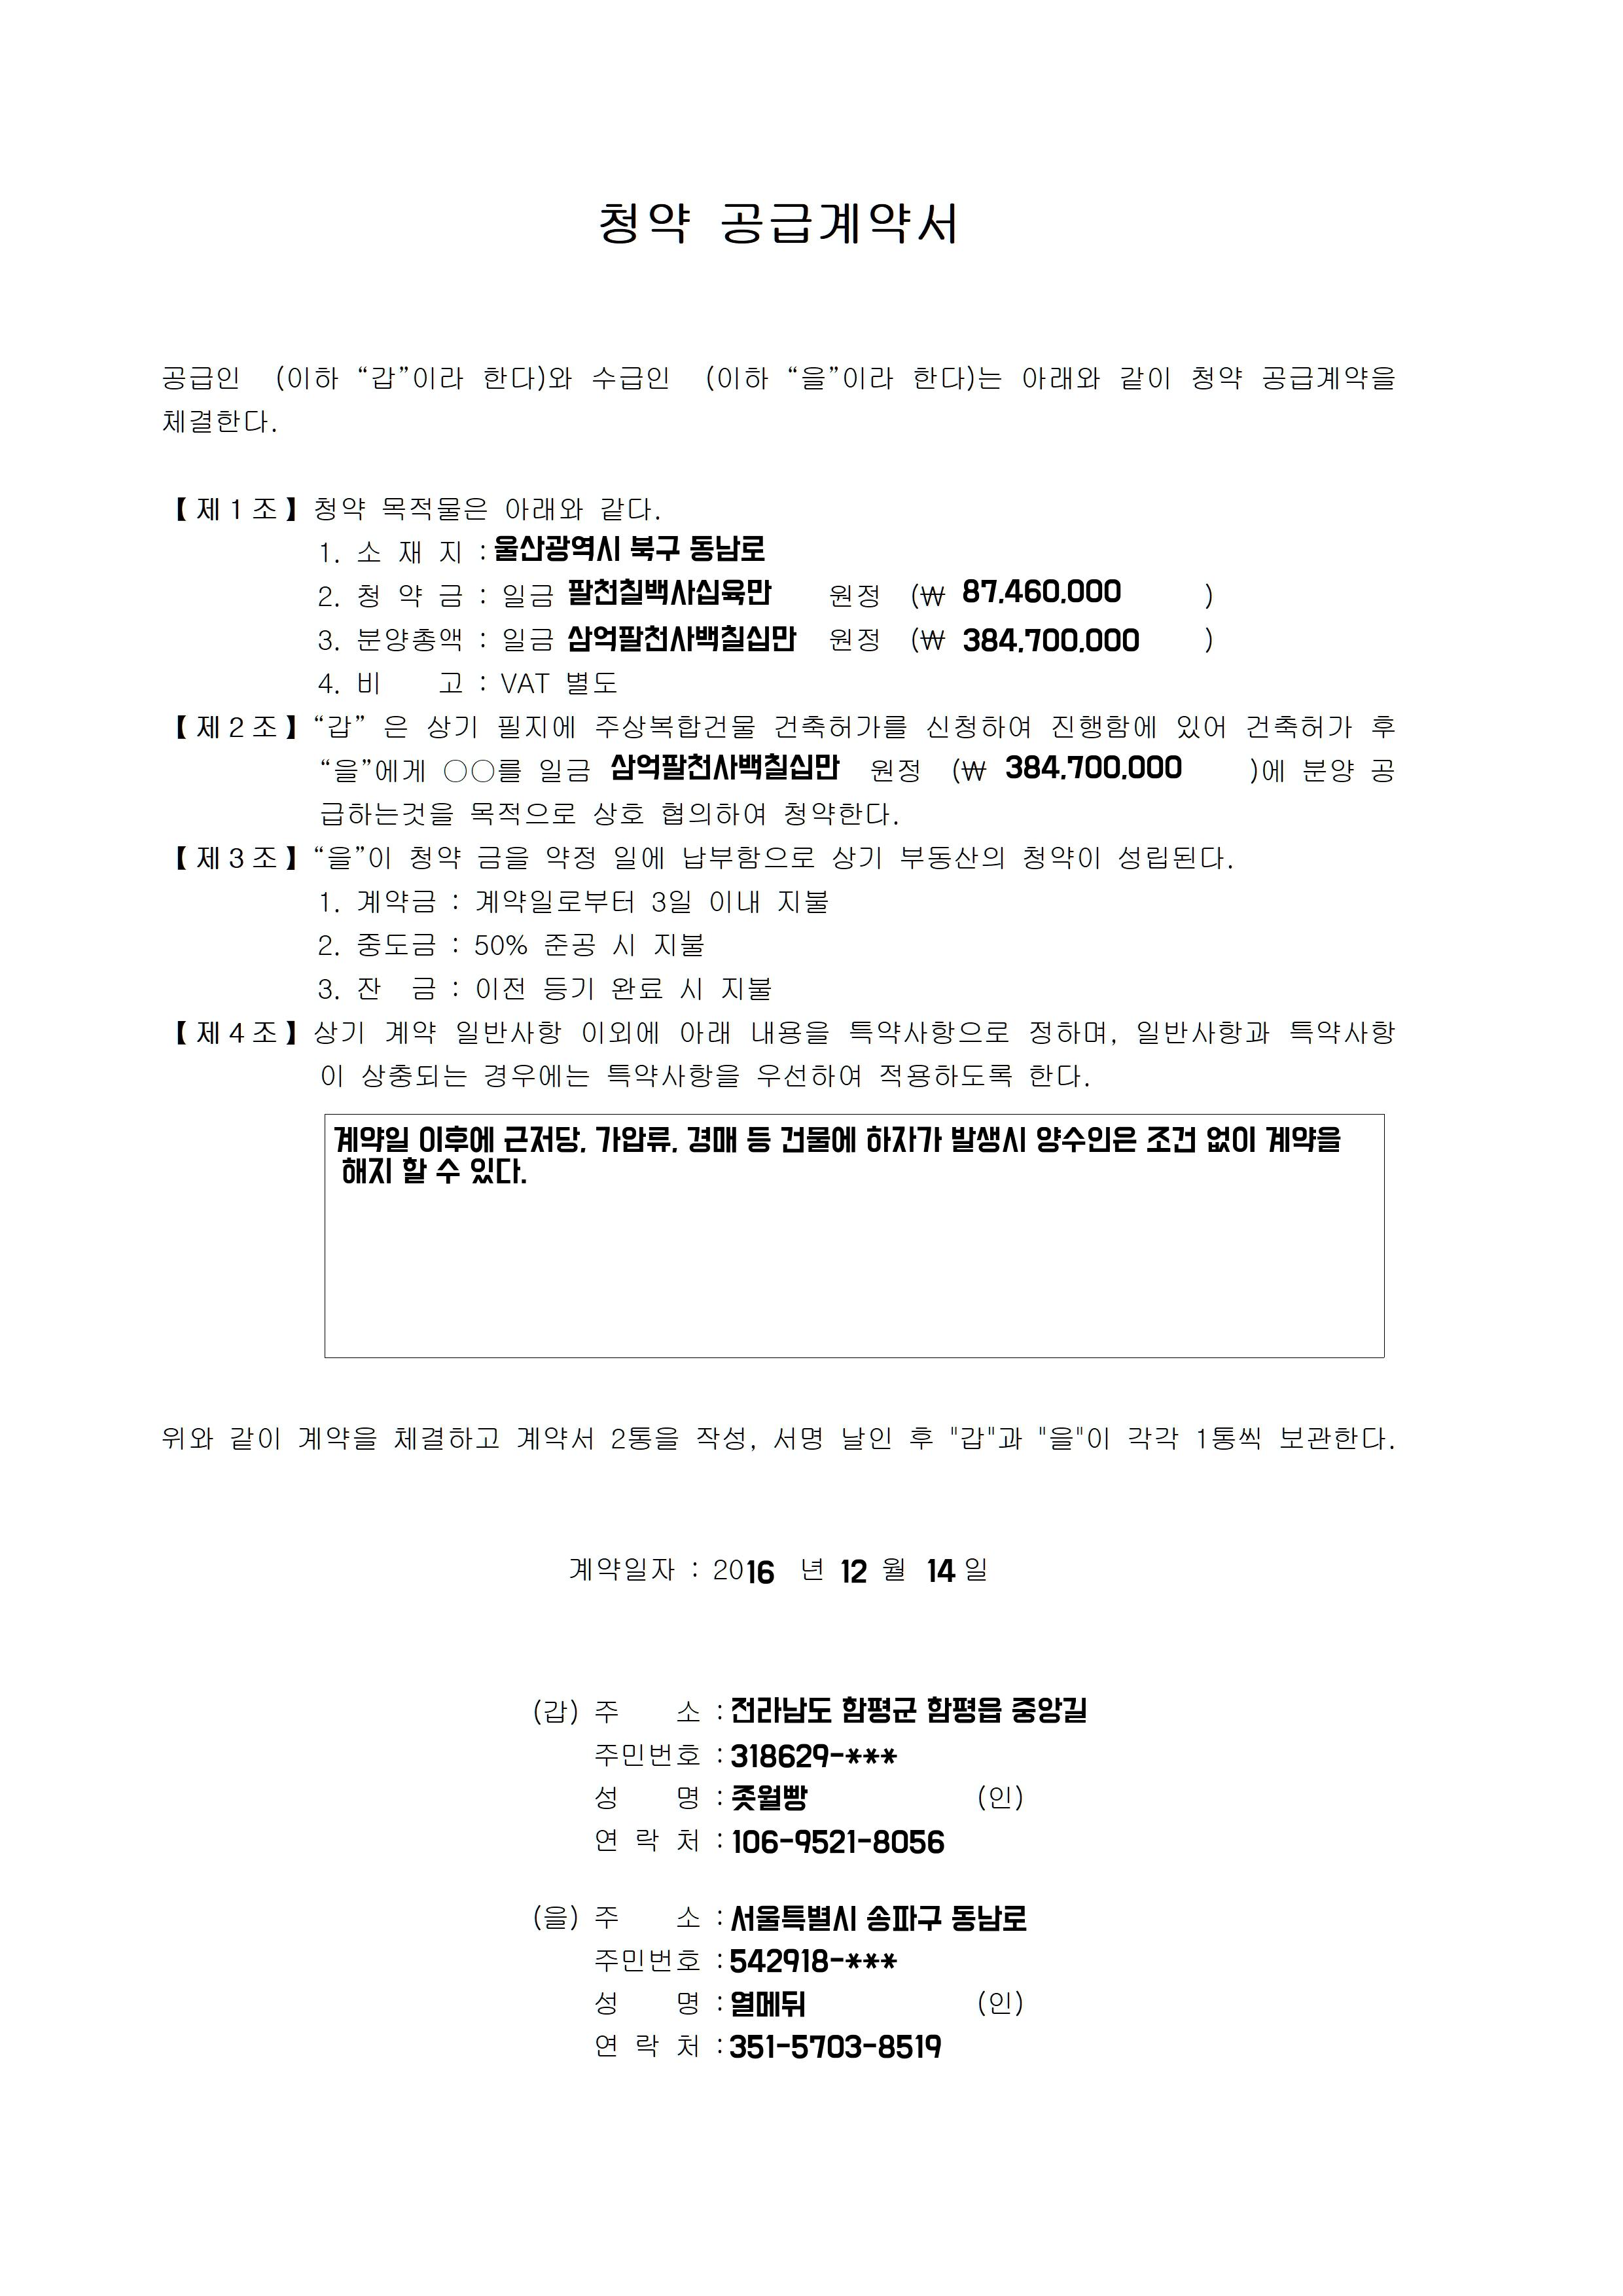 청약 공급계약서
공급인 (이하 “갑”이라 한다)와 수급인 (이하 “을”이라 한다)는 아래와 같이 청약 공급계약을
체결한다.
【제1조】청약 목적물은 아래와 같다.
1. 소 재 지 : 울산광역시 북구 동남로
2. 청 약 금 : 일금 팔천칠백사십육만 원정 (₩ 87,460,000 )
3. 분양총액 : 일금 삼억팔천사백칠십만 원정 (₩ 384,700,000 )
4. 비 고 : VAT 별도
【제2조】“갑” 은 상기 필지에 주상복합건물 건축허가를 신청하여 진행함에 있어 건축허가 후
“을”에게 ○○를 일금 삼억팔천사백칠십만 원정 (₩ 384,700,000 )에 분양 공
급하는것을 목적으로 상호 협의하여 청약한다.
【제3조】“을”이 청약 금을 약정 일에 납부함으로 상기 부동산의 청약이 성립된다.
1. 계약금 : 계약일로부터 3일 이내 지불
2. 중도금 : 50% 준공 시 지불
3. 잔 금 : 이전 등기 완료 시 지불
【제4조】상기 계약 일반사항 이외에 아래 내용을 특약사항으로 정하며, 일반사항과 특약사항
이 상충되는 경우에는 특약사항을 우선하여 적용하도록 한다.
계약일 이후에 근저당, 가압류, 경매 등 건물에 하자가 발생시 양수인은 조건 없이 계약을
해지 할 수 있다.
위와 같이 계약을 체결하고 계약서 2통을 작성, 서명 날인 후 "갑"과 "을"이 각각 1통씩 보관한다.
계약일자 : 2016 년 12 월 14 일
(갑) 주 소 : 전라남도 함평군 함평읍 중앙길
주민번호 : 318629-***
성 명 : 좃월빵 (인)
연 락 처 : 106-9521-8056
(을) 주 소 : 서울특별시 송파구 동남로
주민번호 : 542918-***
성 명 : 열메뒤 (인)
연 락 처 : 351-5703-8519